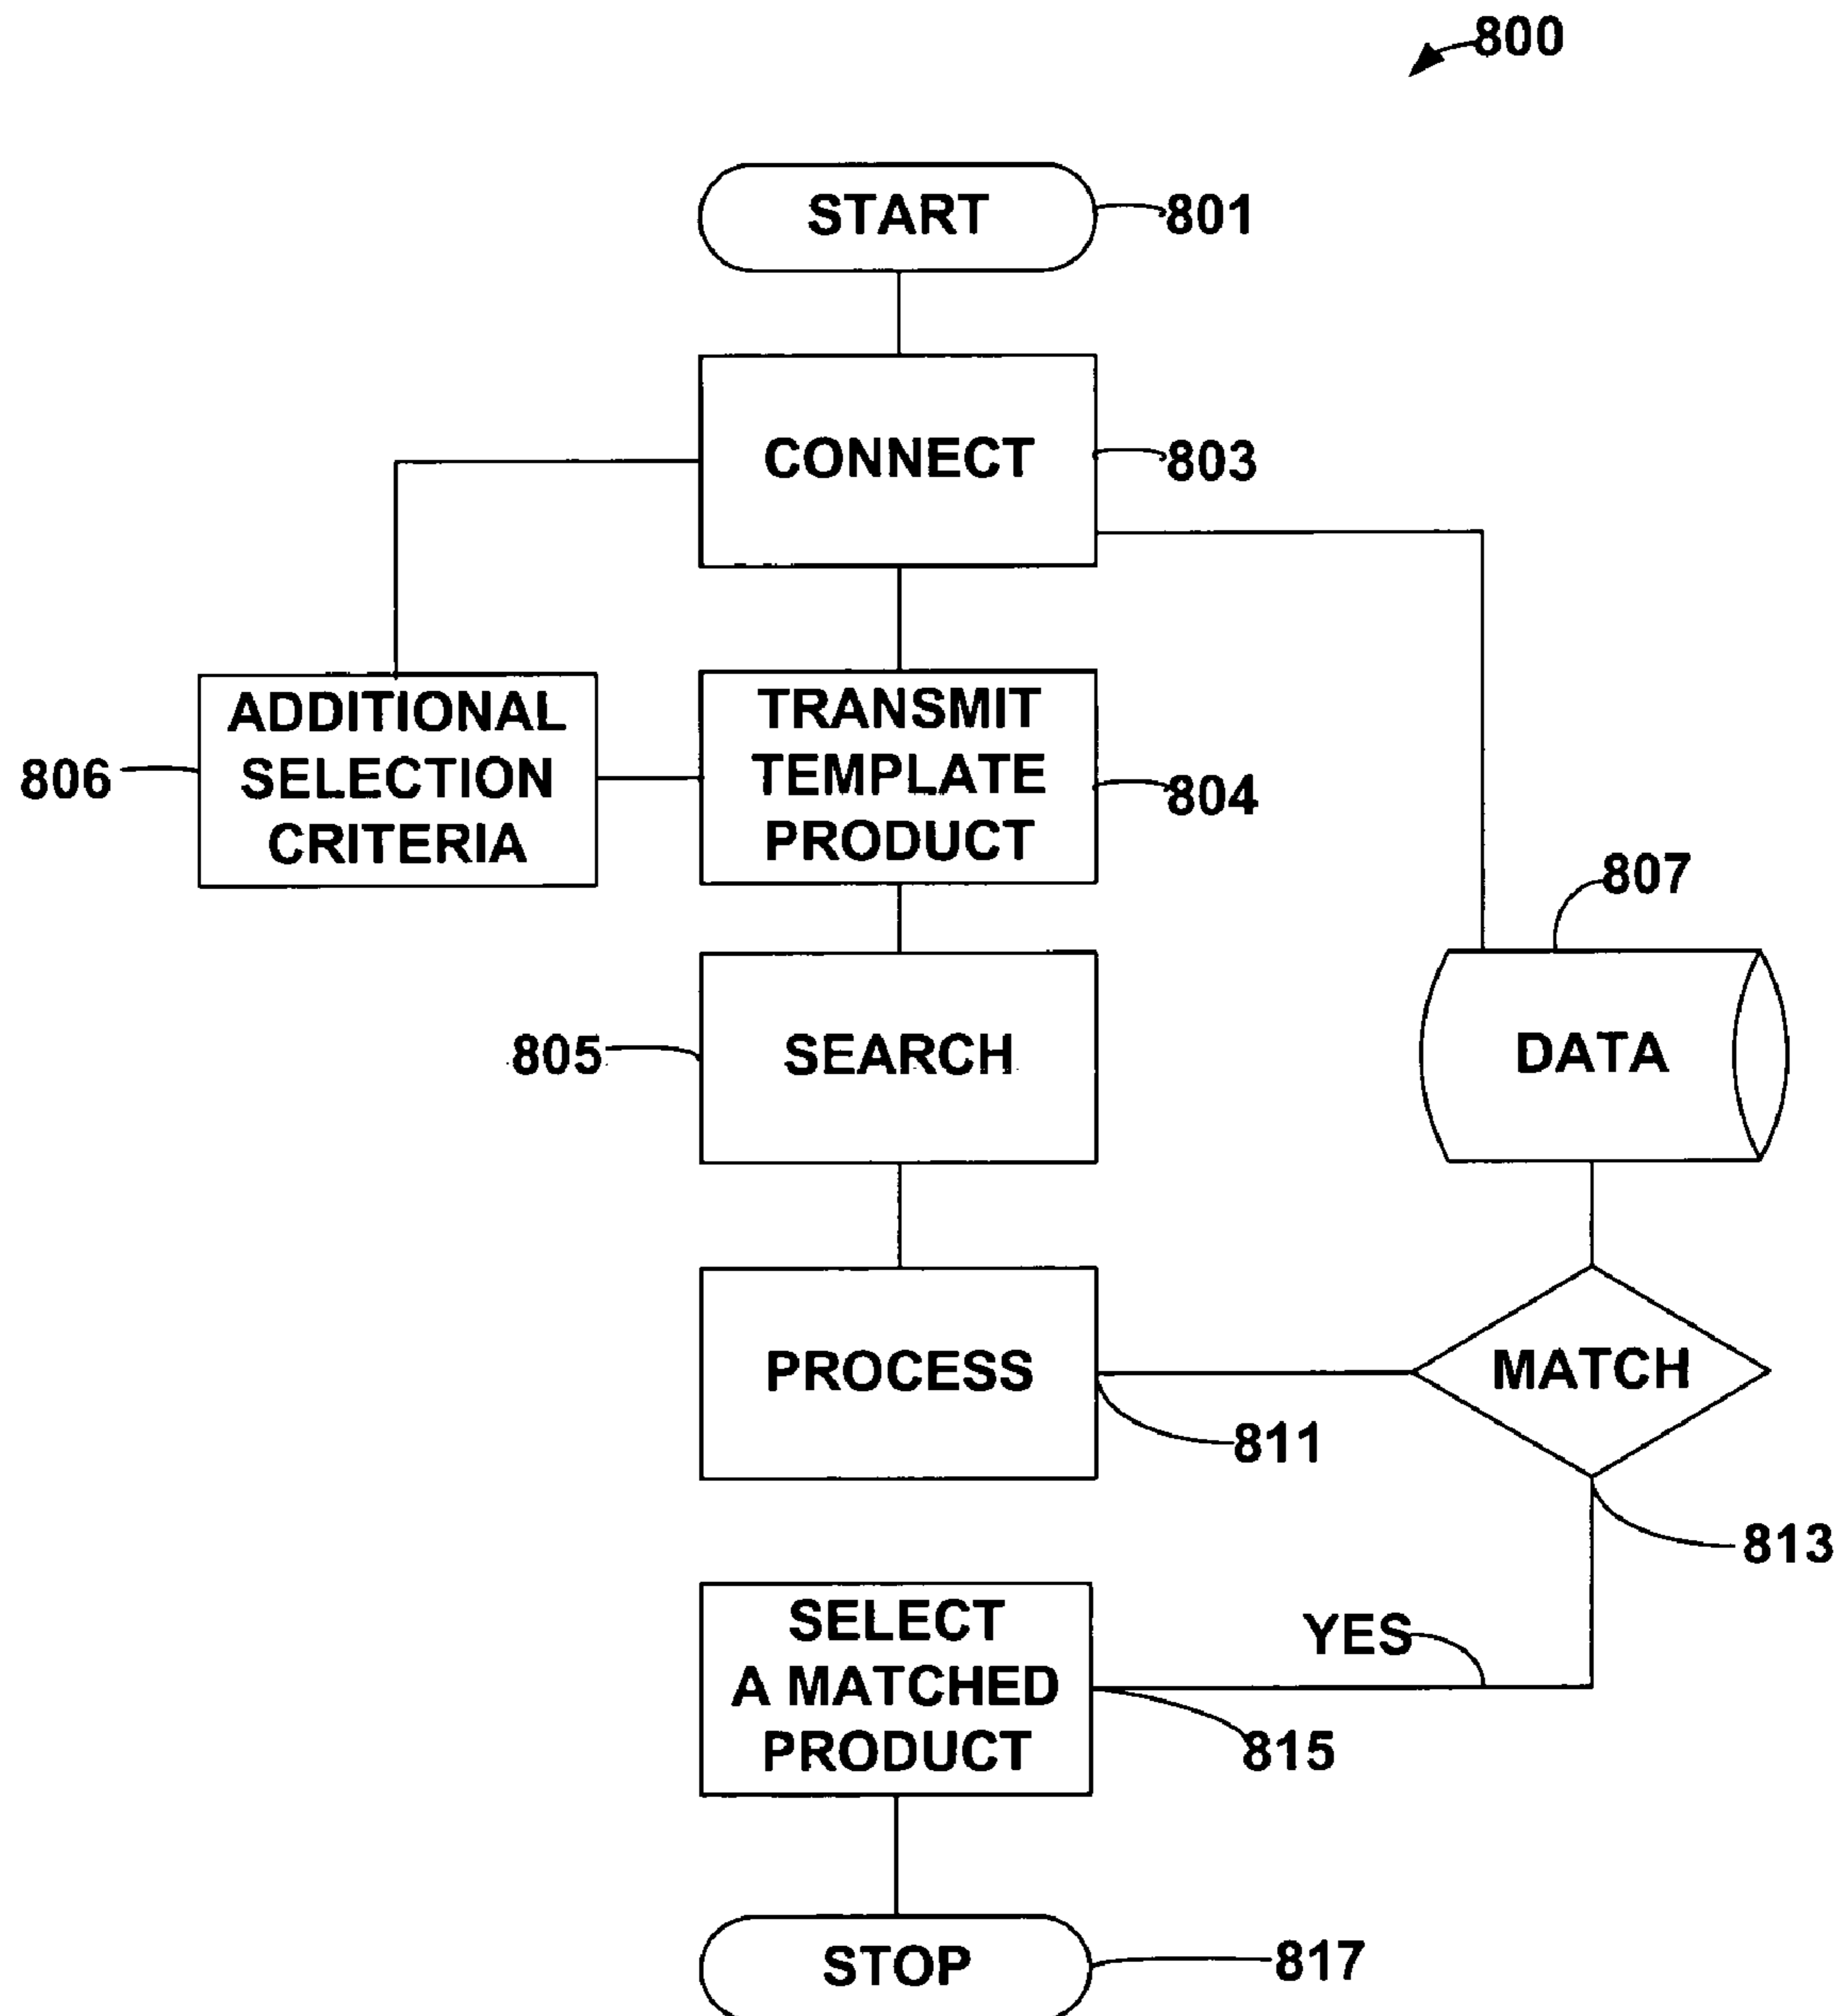 800
START
801
CONNECT
803
ADDITIONAL
SELECTION
CRITERIA
806
TRANSMIT
TEMPLATE
PRODUCT
804
807
805
SEARCH
DATA
PROCESS
MATCH
811
813
SELECT
A MATCHED
PRODUCT
YES
815
STOP
817